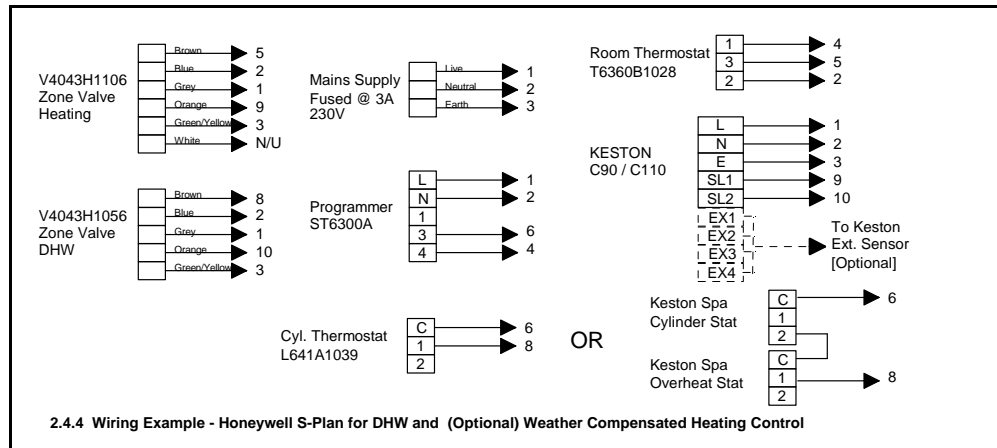 V4043H1106
Zone Valve
Heating
Brown 5
Blue 2
Grey 1
Orange 9
Green/Yellow 3
White N/U
Mains Supply
Fused @ 3A
230V
Live 1
Neutral 2
Earth 3
Room Thermostat
T6360B1028
1 4
3 5
2 2
KESTON
C90 / C110
L 1
N 2
E 3
SL1 9
SL2 10
EX1
EX2
EX3
EX4
To Keston
Ext. Sensor
[Optional]
V4043H1056
Zone Valve
DHW
Brown 8
Blue 2
Grey 1
Orange 10
Green/Yellow 3
Programmer
ST6300A
L 1
N 2
1
3 6
4 4
Cyl. Thermostat
L641A1039
C 6
1 8
2
OR
Keston Spa
Cylinder Stat
C 6
1
2
Keston Spa
Overheat Stat
C
1 8
2
2.4.4 Wiring Example - Honeywell S-Plan for DHW and (Optional) Weather Compensated Heating Control